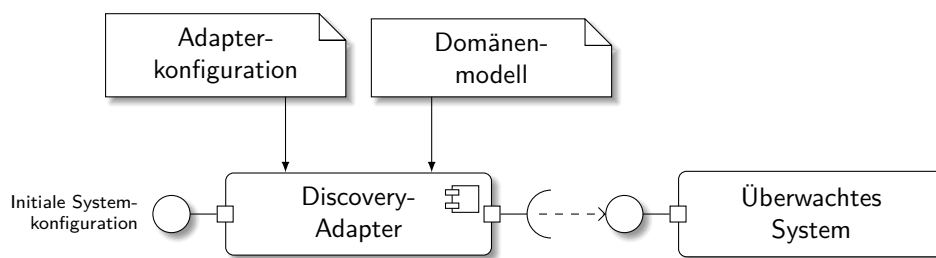 Adapter-
konfiguration
Domänen-
modell
Initiale System-
konfiguration
Discovery-
Adapter
Überwachtes
System